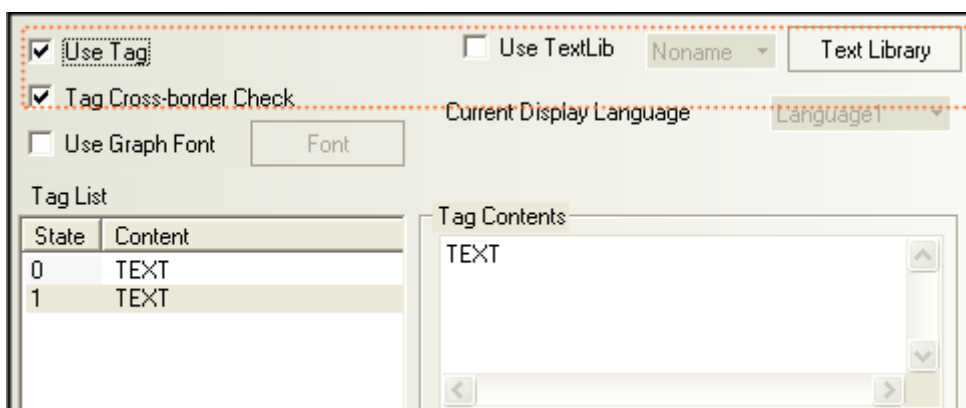 Use Tag Use TextLib Noname Text Library
Tag Cross-border Check
Current Display Language Language1
Use Graph Font Font
Tag List
Tag Contents
State Content
TEXT
0 TEXT
1 TEXT